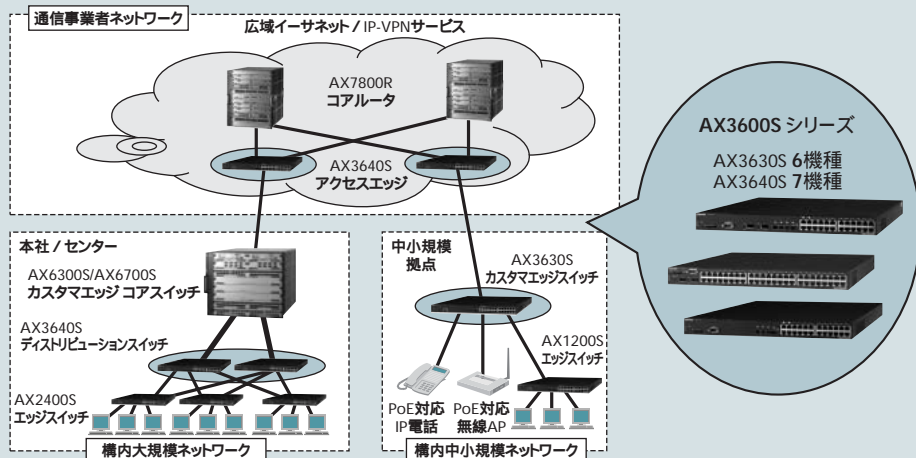 通信事業者ネットワーク
広域イーサネット / IP-VPNサービス
AX7800R
コアルータ
AX3640S
アクセスエッジ
AX3600S シリーズ
AX3630S 6機種
AX3640S 7機種
本社 / センター
AX6300S/AX6700S
カスタマエッジ コアスイッチ
AX3640S
ディストリビューションスイッチ
AX2400S
エッジスイッチ
構内大規模ネットワーク
中小規模
拠点
AX3630S
カスタマエッジスイッチ
AX1200S
エッジスイッチ
PoE対応
IP電話
PoE対応
無線AP
構内中小規模ネットワーク